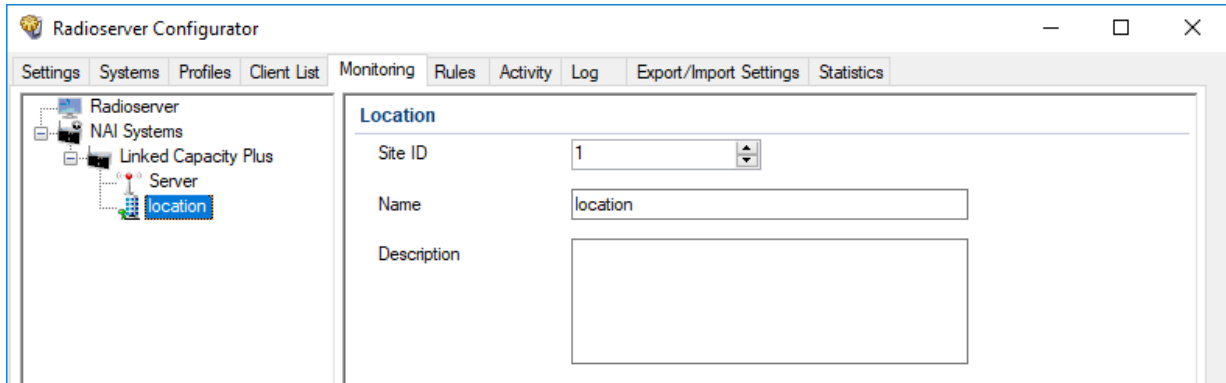 Radioserver Configurator
Settings Systems Profiles Client List Monitoring Rules Activity Log Export/Import Settings Statistics
Radioserver
NAI Systems
Linked Capacity Plus
Server
location
Location
Site ID 1
Name location
Description